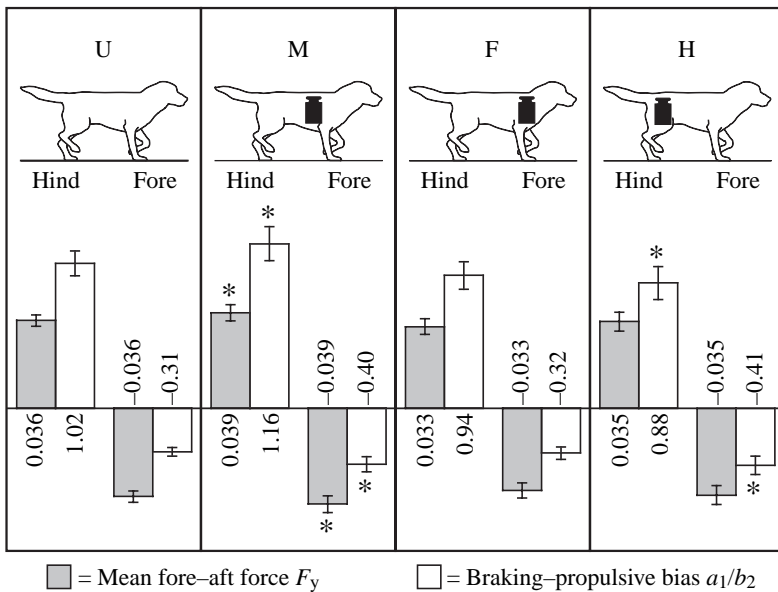 U M F H
Hind Fore Hind Fore Hind Fore Hind Fore
* * *
–0.036 –0.31 –0.039 –0.40 –0.033 –0.32 –0.035 –0.41
0.036 1.02 0.039 1.16 0.033 0.94 0.035 0.88
* * *
= Mean fore–aft force Fy = Braking–propulsive bias a1/b2